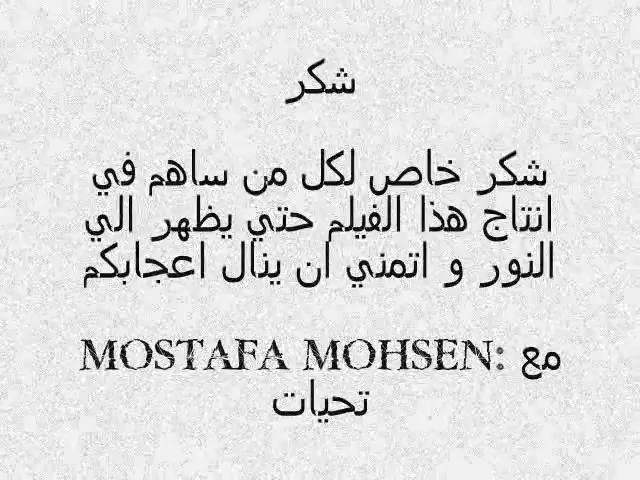 شكر
شكر خاص لكل من ساهم في
انتاج هذا الفيلم حتي يظهر الي
النور و اتمني ان ينال اعجابكم
مع :MOSTAFA MOHSEN
تحيات